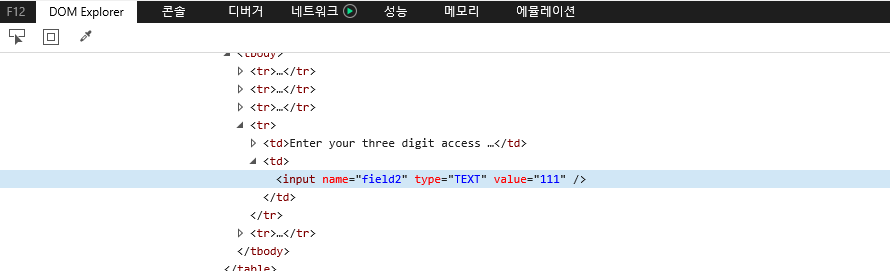 F12 DOM Explorer 콘솔 디버거 네트워크 성능 메모리 에뮬레이션
<tbody>
<tr>…</tr>
<tr>…</tr>
<tr>…</tr>
<tr>
<td>Enter your three digit access …</td>
<td>
<input name="field2" type="TEXT" value="111" />
</td>
</tr>
<tr>…</tr>
</tbody>
</table>